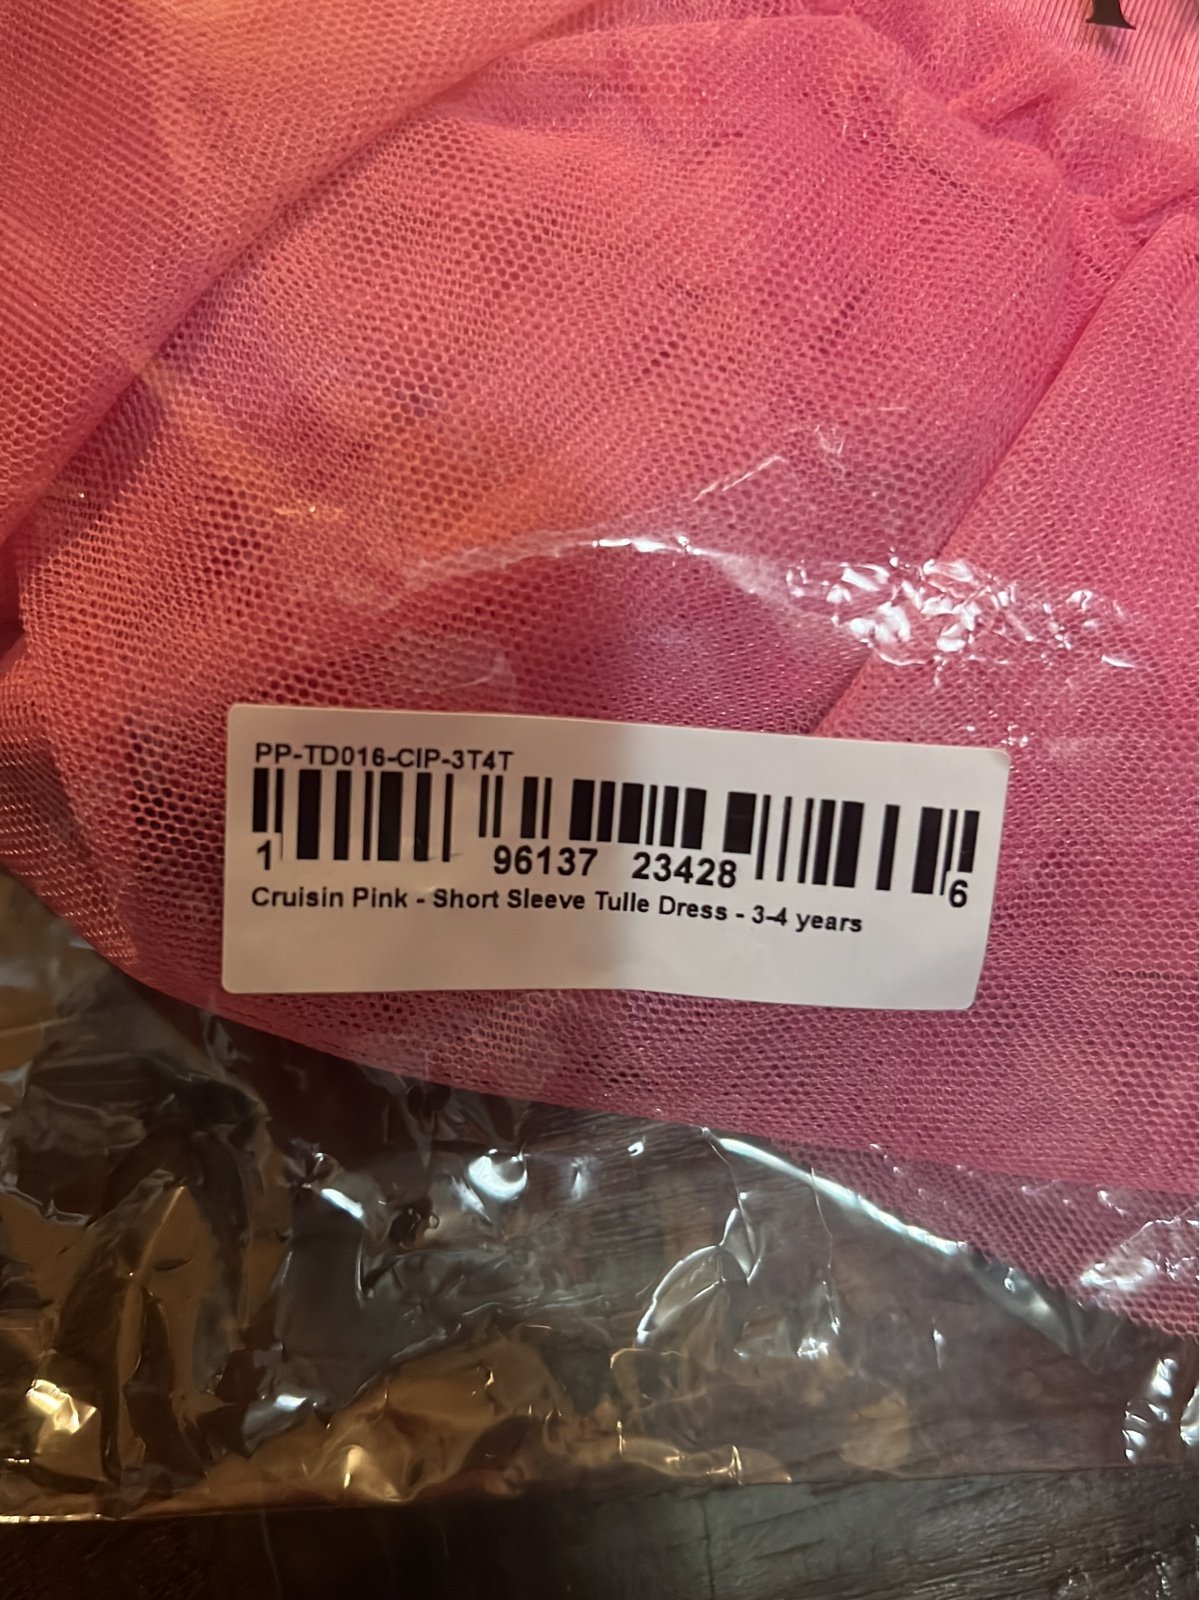 PP-TD016-CIP-3T4T
1 96137 23428 6
Cruisin Pink - Short Sleeve Tulle Dress - 3-4 years